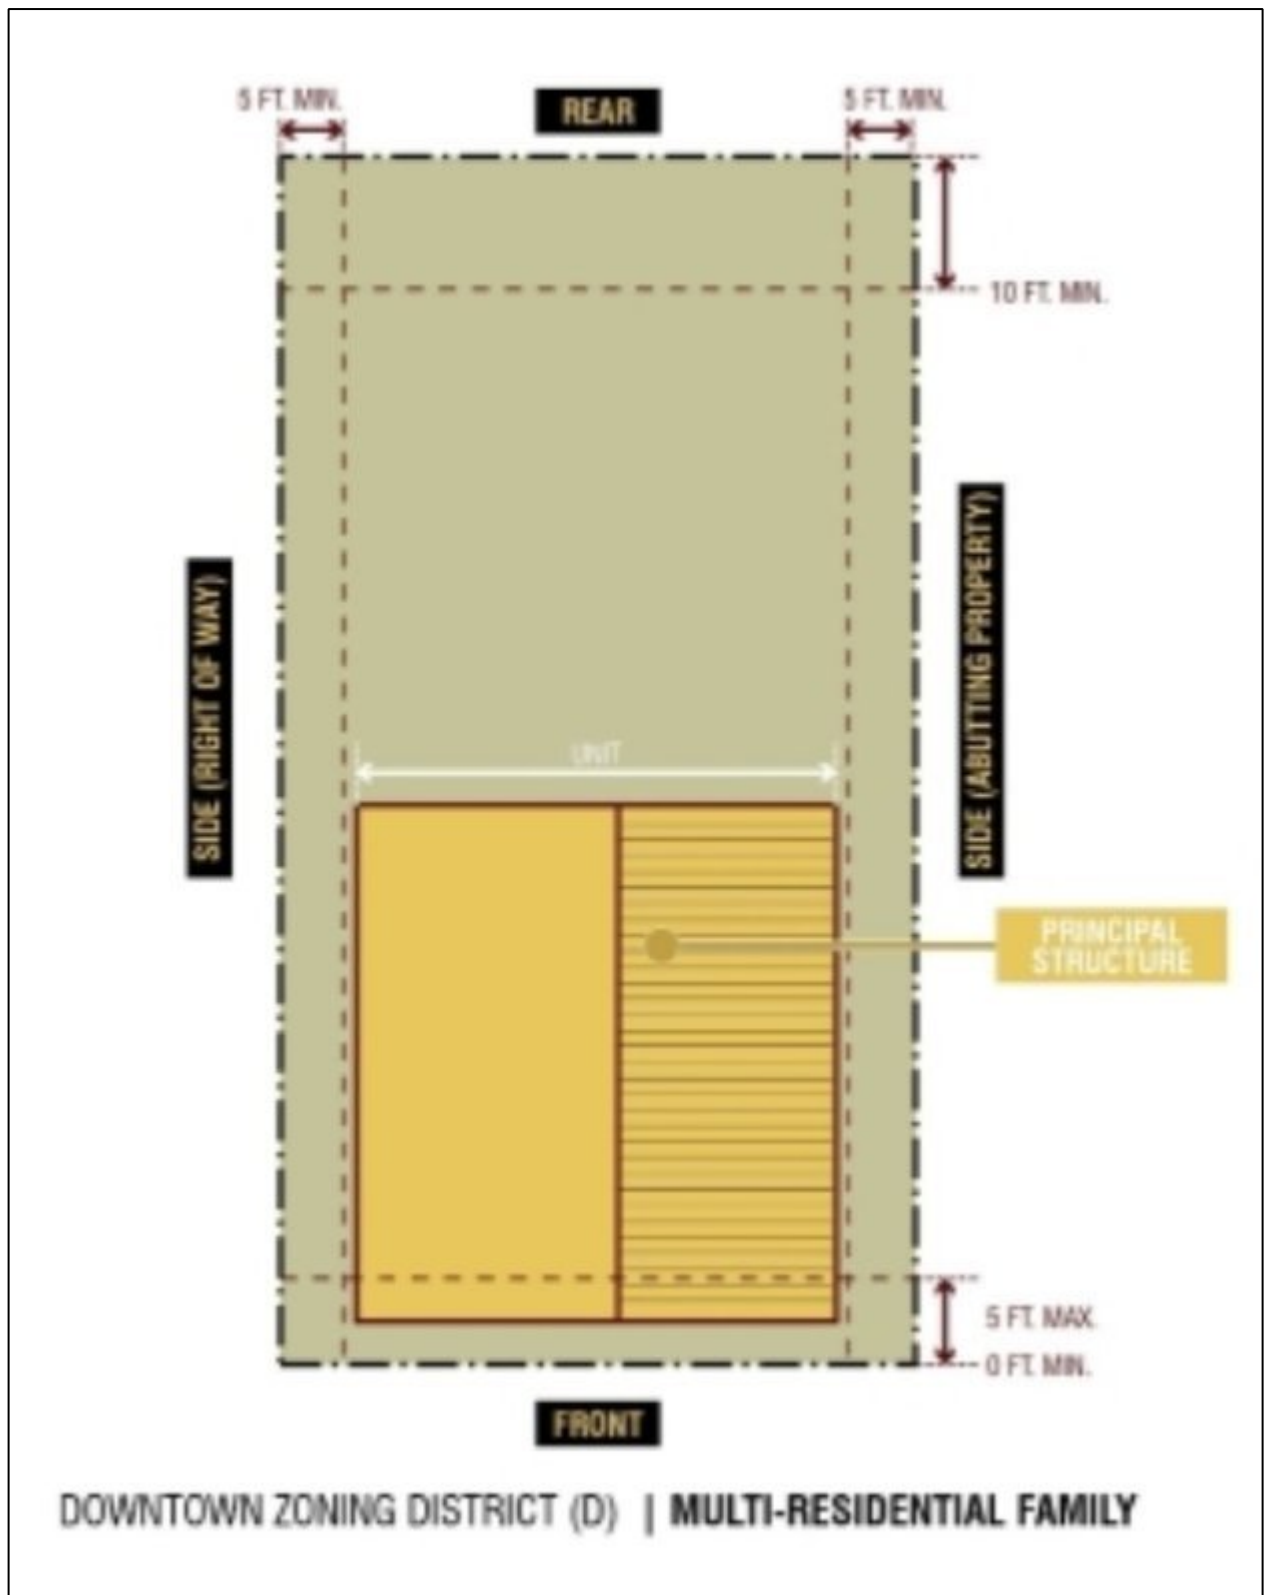 5 FT. MIN.
REAR
5 FT. MIN.
10 FT. MIN.
SIDE (RIGHT OF WAY)
SIDE (ABUTTING PROPERTY)
UNIT
PRINCIPAL
STRUCTURE
5 FT. MAX.
0 FT. MIN.
FRONT
DOWNTOWN ZONING DISTRICT (D) | MULTI-RESIDENTIAL FAMILY